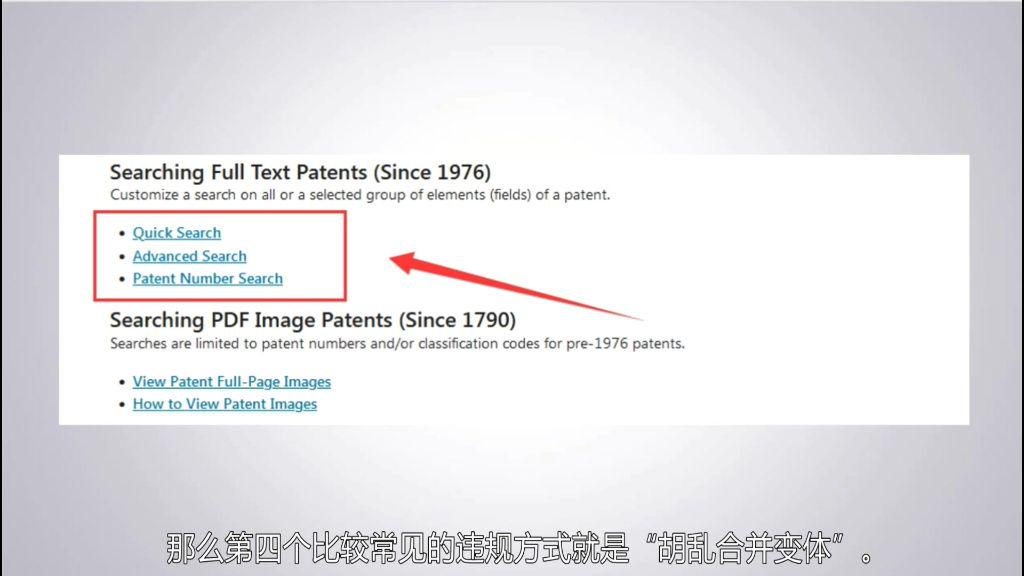 Searching Full Text Patents (Since 1976)
Customize a search on all or a selected group of elements (fields) of a patent.
• Quick Search
• Advanced Search
• Patent Number Search
Searching PDF Image Patents (Since 1790)
Searches are limited to patent numbers and/or classification codes for pre-1976 patents.
• View Patent Full-Page Images
• How to View Patent Images
那么第四个比较常见的违规方式就是“胡乱合并变体”。